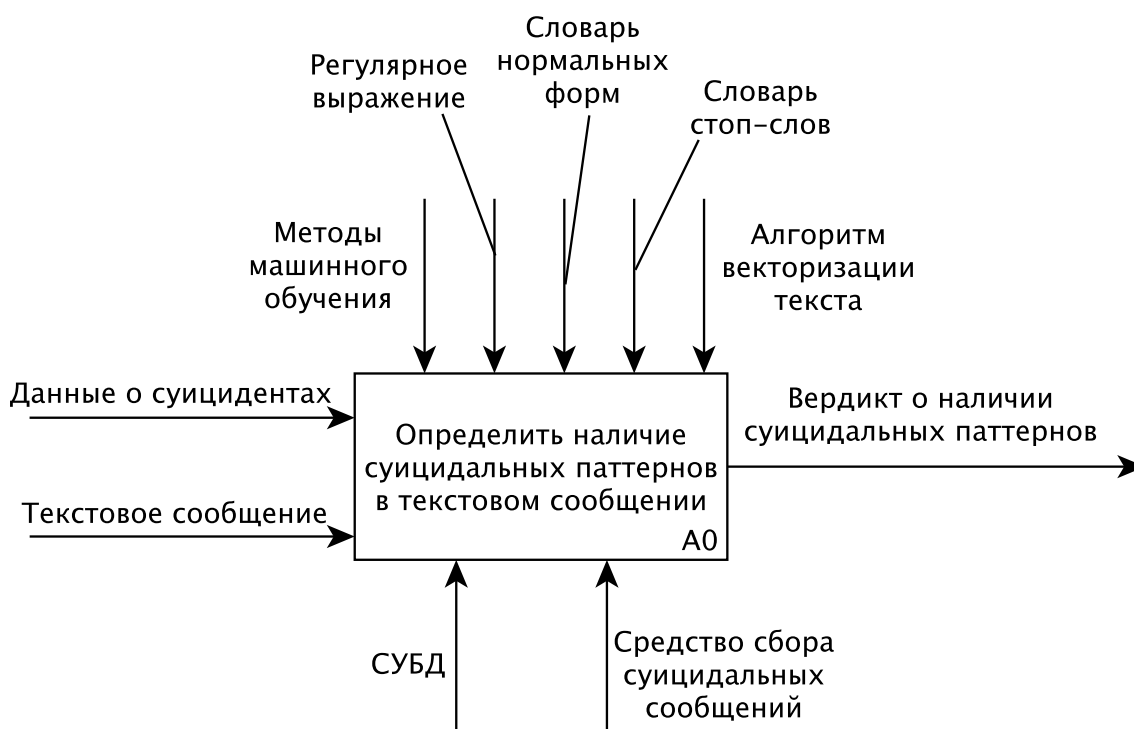 Словарь
нормальных
форм
Регулярное
выражение
Словарь
стоп-слов
Методы
машинного
обучения
Алгоритм
векторизации
текста
Данные о суицидентах
Вердикт о наличии
суицидальных паттернов
Определить наличие
суицидальных паттернов
в текстовом сообщении
Текстовое сообщение
А0
СУБД
Средство сбора
суицидальных
сообщений